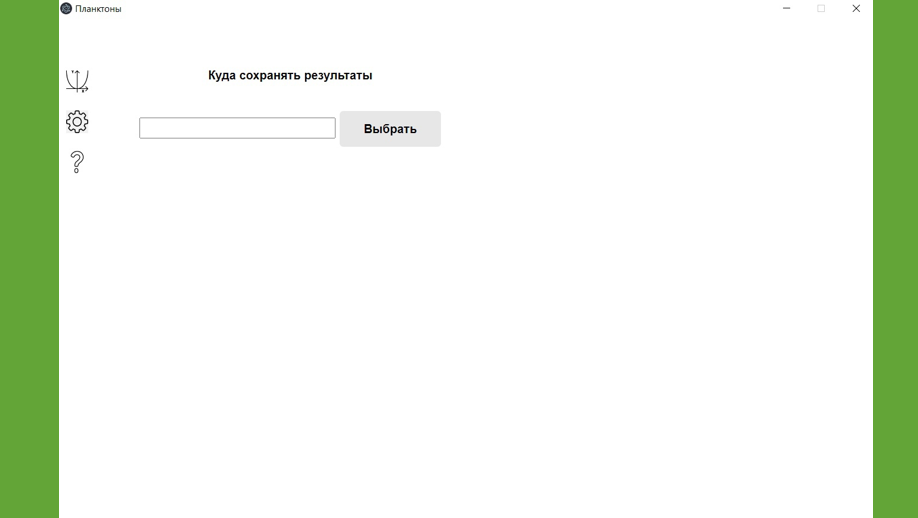 Планктоны
Куда сохранять результаты
Выбрать